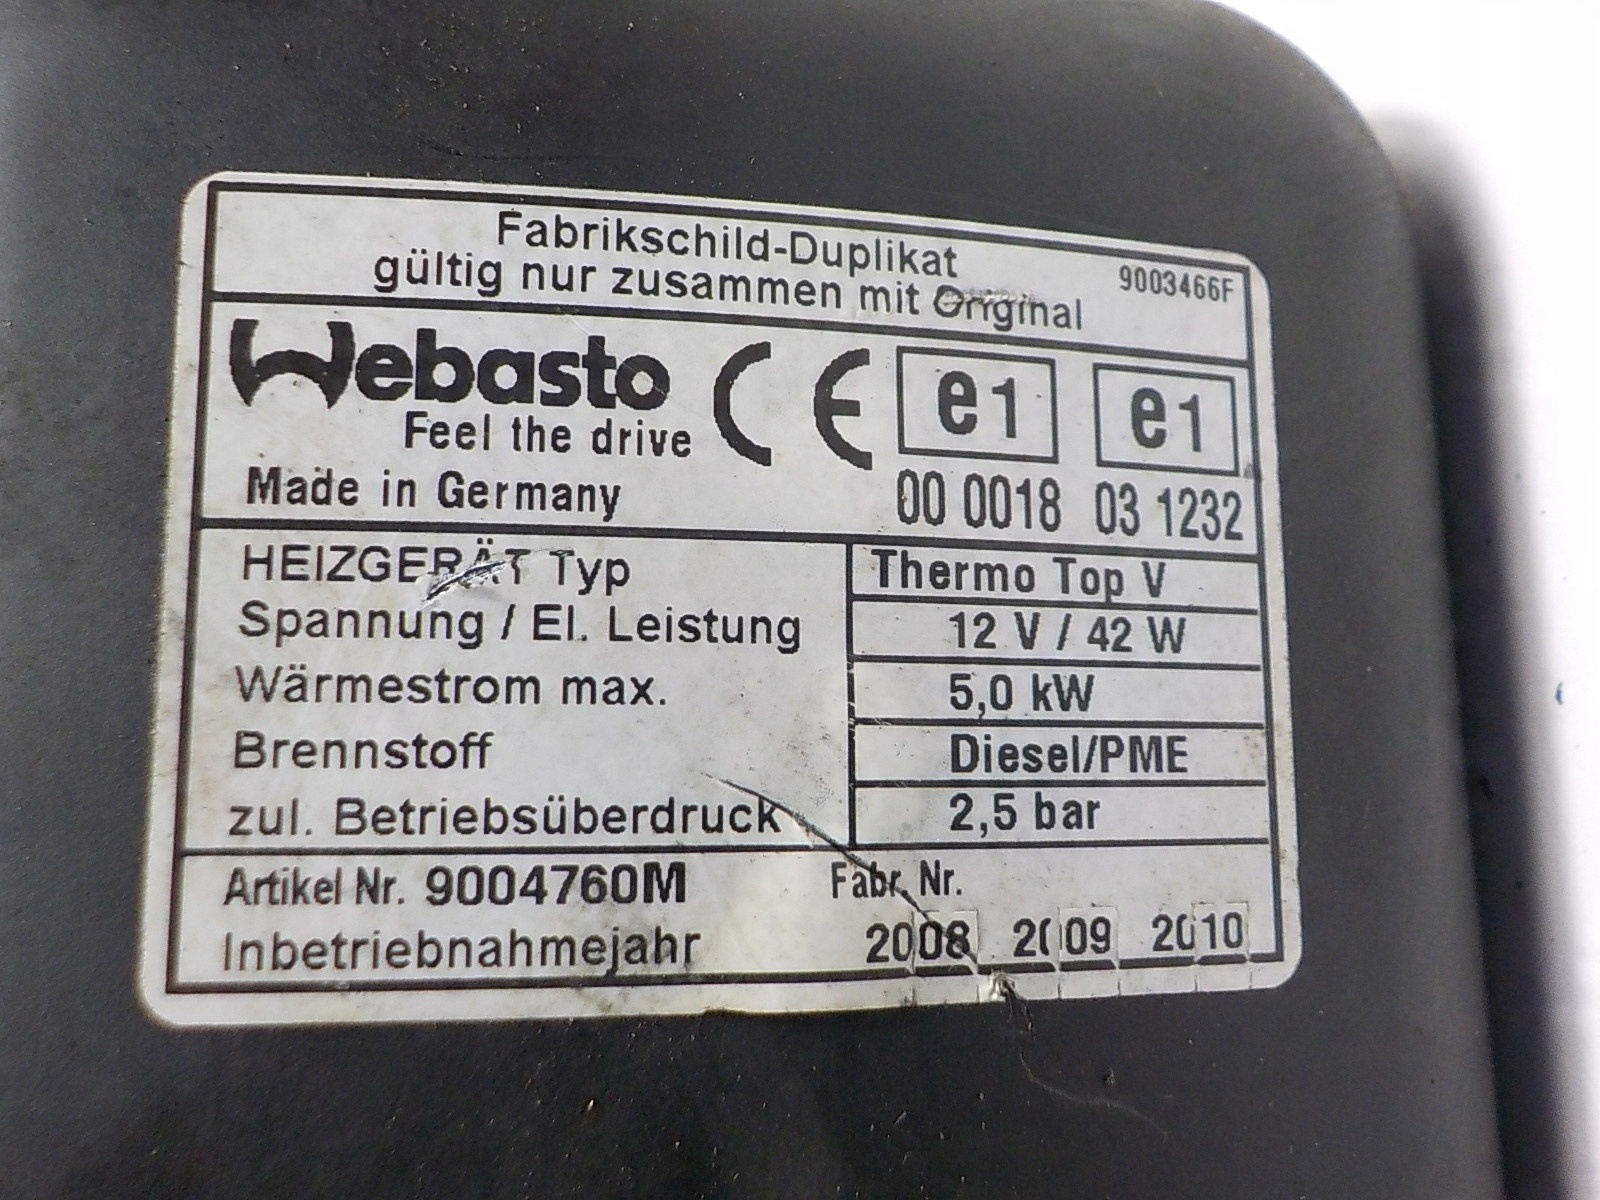 Fabrikschild-Duplikat
gültig nur zusammen mit Original
9003466F
Webasto
Feel the drive
CE e1 e1
Made in Germany
00 0018 03 1232
HEIZGERÄT Typ Thermo Top V
Spannung / El. Leistung 12 V / 42 W
Wärmestrom max. 5,0 kW
Brennstoff Diesel/PME
zul. Betriebsüberdruck 2,5 bar
Artikel Nr. 9004760M Fabr. Nr.
Inbetriebnahmejahr 2008 2009 2010